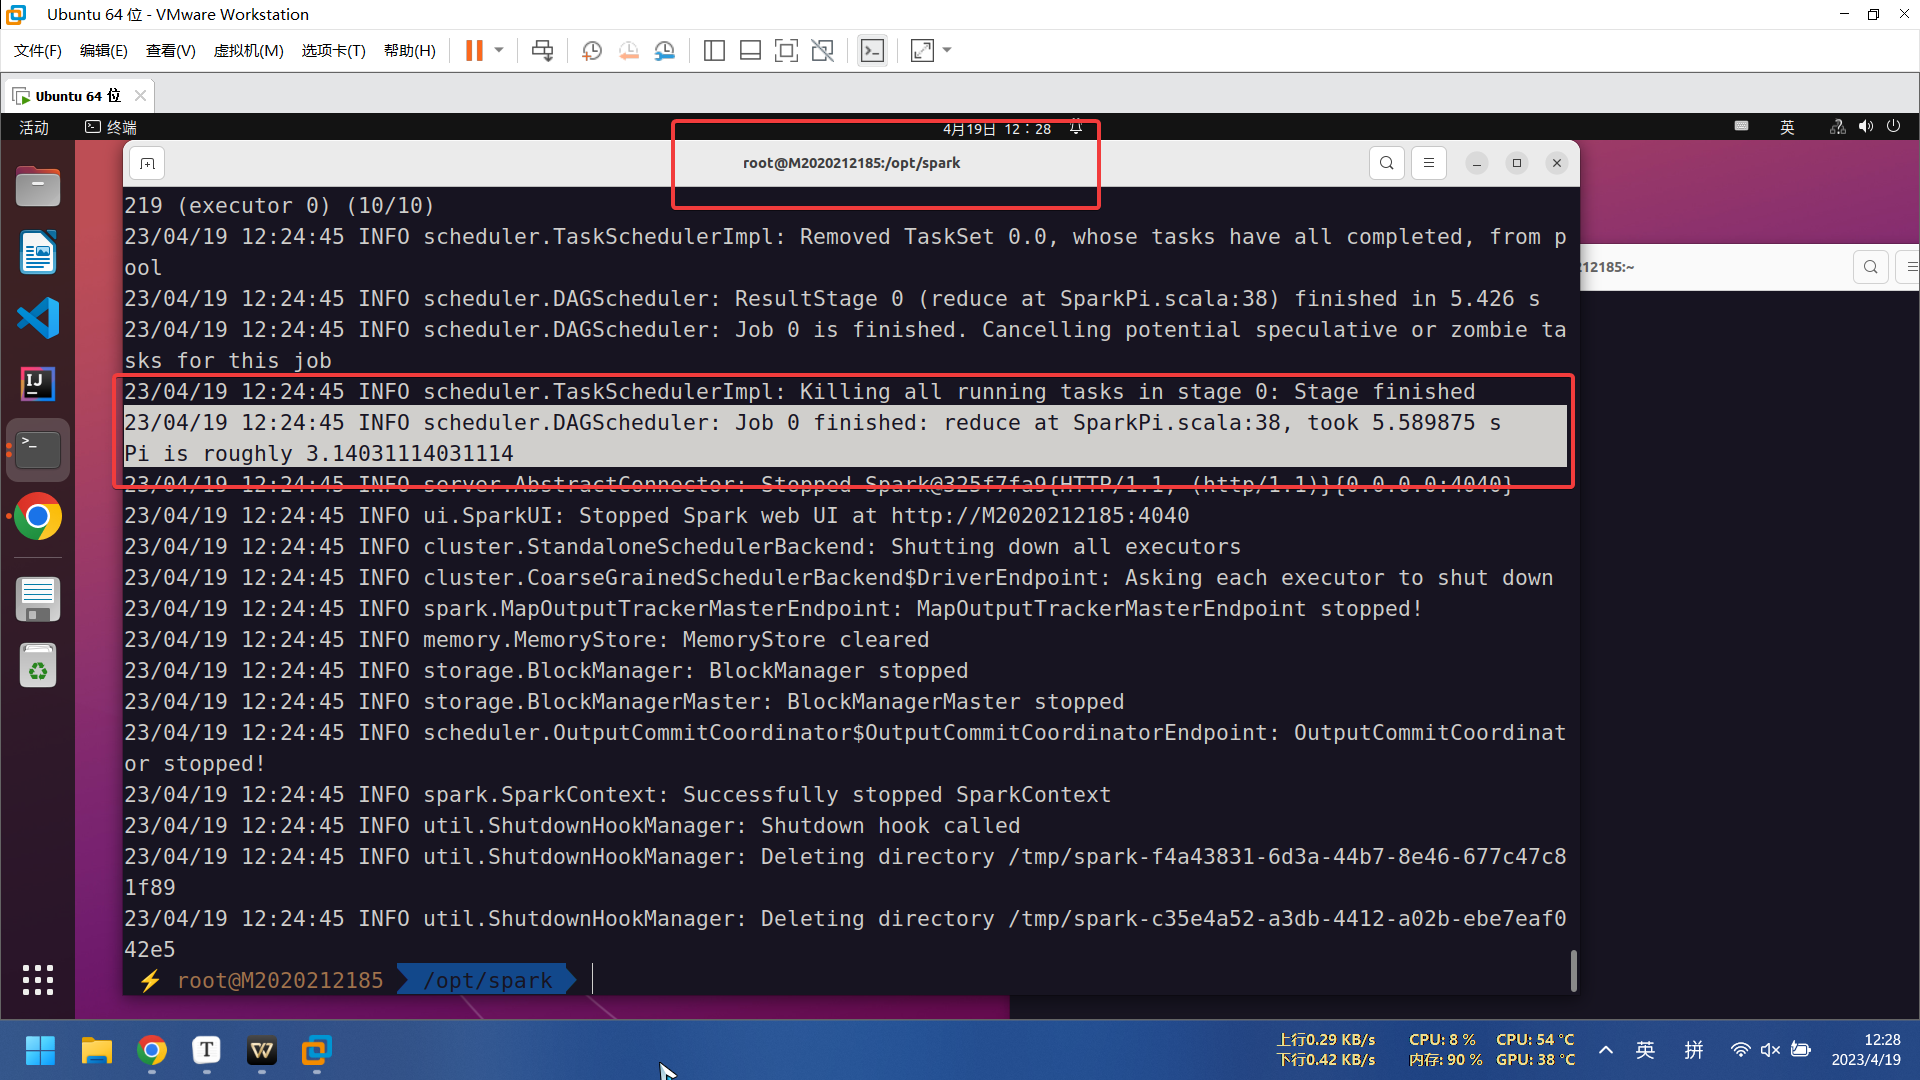 Ubuntu 64 位 - VMware Workstation
文件(F) 编辑(E) 查看(V) 虚拟机(M) 选项卡(T) 帮助(H)
Ubuntu 64 位
活动 终端 4月19日 12：28 英
root@M2020212185:/opt/spark
12185:~
219 (executor 0) (10/10)
23/04/19 12:24:45 INFO scheduler.TaskSchedulerImpl: Removed TaskSet 0.0, whose tasks have all completed, from p
ool
23/04/19 12:24:45 INFO scheduler.DAGScheduler: ResultStage 0 (reduce at SparkPi.scala:38) finished in 5.426 s
23/04/19 12:24:45 INFO scheduler.DAGScheduler: Job 0 is finished. Cancelling potential speculative or zombie ta
sks for this job
23/04/19 12:24:45 INFO scheduler.TaskSchedulerImpl: Killing all running tasks in stage 0: Stage finished
23/04/19 12:24:45 INFO scheduler.DAGScheduler: Job 0 finished: reduce at SparkPi.scala:38, took 5.589875 s
Pi is roughly 3.14031114031114
23/04/19 12:24:45 INFO server.AbstractConnector: Stopped Spark@325f7fa9{HTTP/1.1, (http/1.1)}{0.0.0.0:4040}
23/04/19 12:24:45 INFO ui.SparkUI: Stopped Spark web UI at http://M2020212185:4040
23/04/19 12:24:45 INFO cluster.StandaloneSchedulerBackend: Shutting down all executors
23/04/19 12:24:45 INFO cluster.CoarseGrainedSchedulerBackend$DriverEndpoint: Asking each executor to shut down
23/04/19 12:24:45 INFO spark.MapOutputTrackerMasterEndpoint: MapOutputTrackerMasterEndpoint stopped!
23/04/19 12:24:45 INFO memory.MemoryStore: MemoryStore cleared
23/04/19 12:24:45 INFO storage.BlockManager: BlockManager stopped
23/04/19 12:24:45 INFO storage.BlockManagerMaster: BlockManagerMaster stopped
23/04/19 12:24:45 INFO scheduler.OutputCommitCoordinator$OutputCommitCoordinatorEndpoint: OutputCommitCoordinat
or stopped!
23/04/19 12:24:45 INFO spark.SparkContext: Successfully stopped SparkContext
23/04/19 12:24:45 INFO util.ShutdownHookManager: Shutdown hook called
23/04/19 12:24:45 INFO util.ShutdownHookManager: Deleting directory /tmp/spark-f4a43831-6d3a-44b7-8e46-677c47c8
1f89
23/04/19 12:24:45 INFO util.ShutdownHookManager: Deleting directory /tmp/spark-c35e4a52-a3db-4412-a02b-ebe7eaf0
42e5
⚡ root@M2020212185 /opt/spark
上行0.29 KB/s CPU: 8 % CPU: 54 °C
下行0.42 KB/s 内存: 90 % GPU: 38 °C
英 拼
12:28
2023/4/19